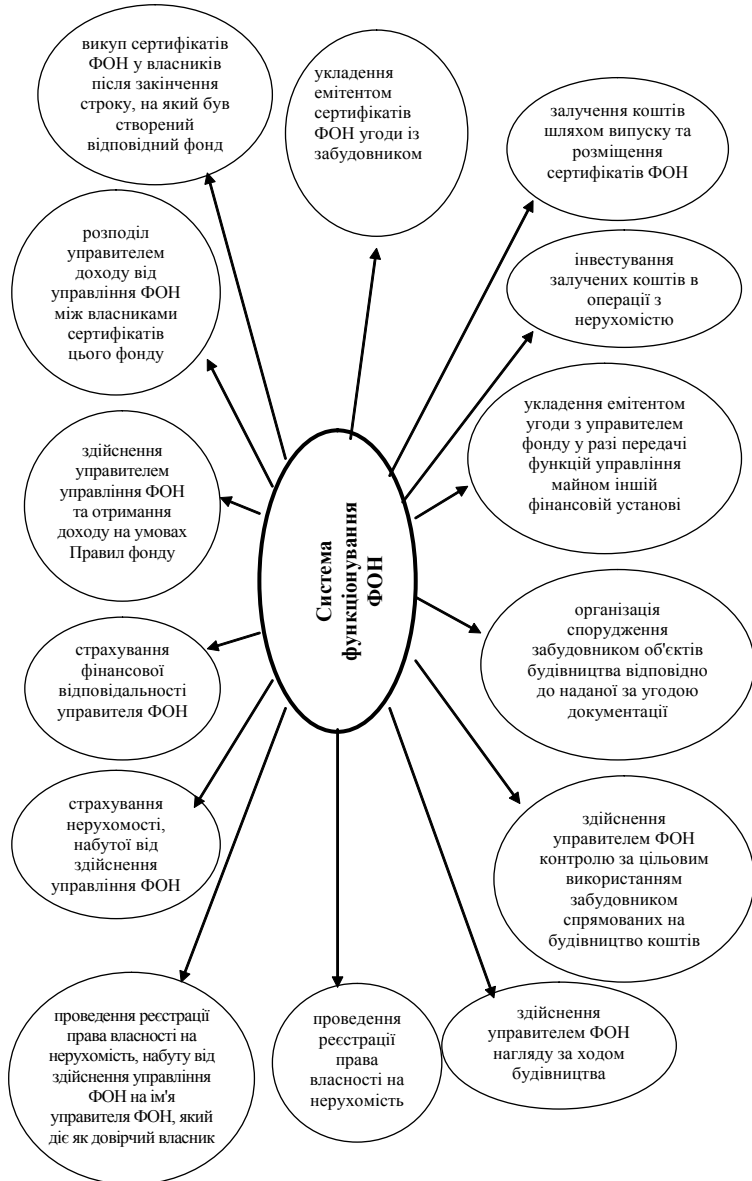 викуп сертифікатів
ФОН у власників
після закінчення
строку, на який був
створений
відповідний фонд
укладення
емітентом
сертифікатів
ФОН угоди із
забудовником
залучення коштів
шляхом випуску та
розміщення
сертифікатів ФОН
розподіл
управителем
доходу від
управління ФОН
між власниками
сертифікатів
цього фонду
інвестування
залучених коштів в
операції з
нерухомістю
здійснення
управителем
управління ФОН
та отримання
доходу на умовах
Правил фонду
укладення емітентом
угоди з управителем
фонду у разі передачі
функцій управління
майном іншій
фінансовій установі
Система
функціонування
ФОН
страхування
фінансової
відповідальності
управителя ФОН
організація
спорудження
забудовником об'єктів
будівництва відповідно
до наданої за угодою
документації
страхування
нерухомості,
набутої від
здійснення
управління ФОН
здійснення
управителем ФОН
контролю за цільовим
використанням
забудовником
спрямованих на
будівництво коштів
проведення реєстрації
права власності на
нерухомість, набуту від
здійснення управління
ФОН на ім'я
управителя ФОН, який
діє як довірчий власник
проведення
реєстрації
права
власності на
нерухомість
здійснення
управителем ФОН
нагляду за ходом
будівництва